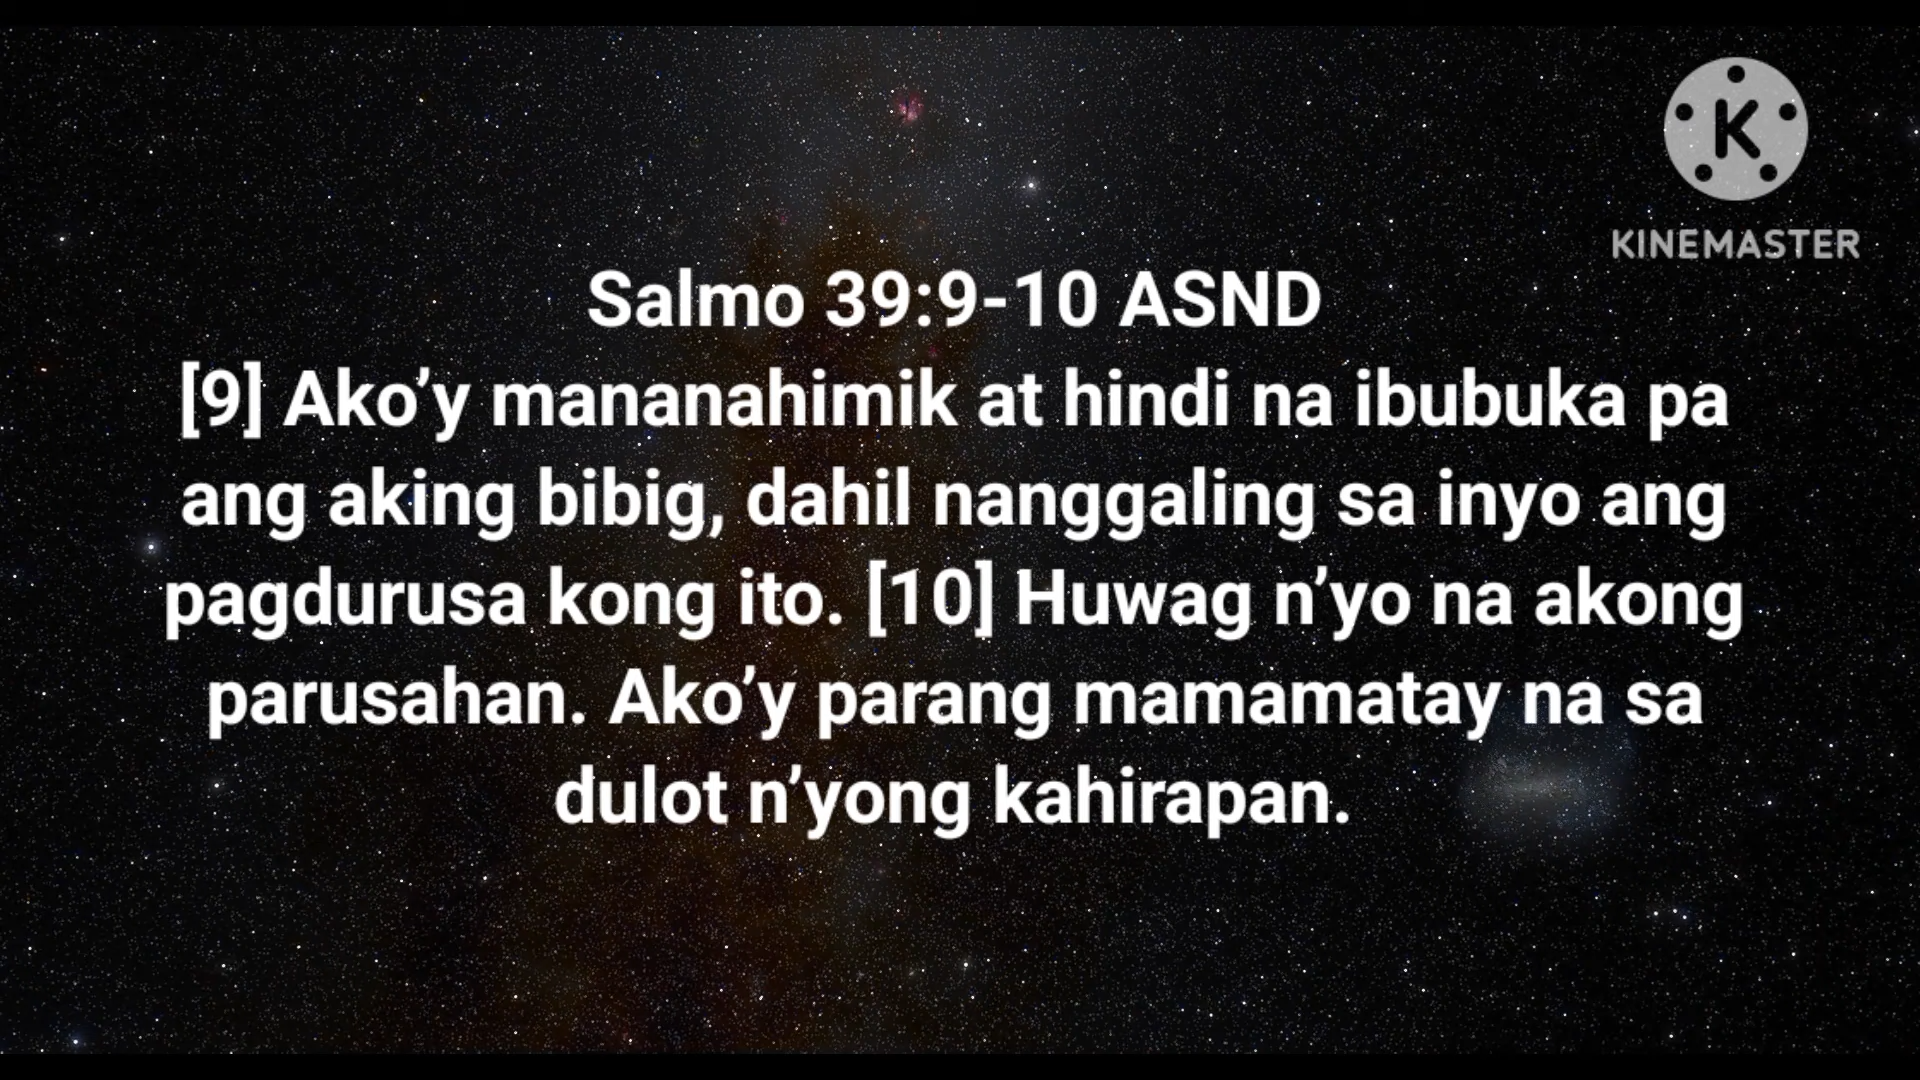 K
KINEMASTER
Salmo 39:9-10 ASND
[9] Ako’y mananahimik at hindi na ibubuka pa
ang aking bibig, dahil nanggaling sa inyo ang
pagdurusa kong ito. [10] Huwag n’yo na akong
parusahan. Ako’y parang mamamatay na sa
dulot n’yong kahirapan.